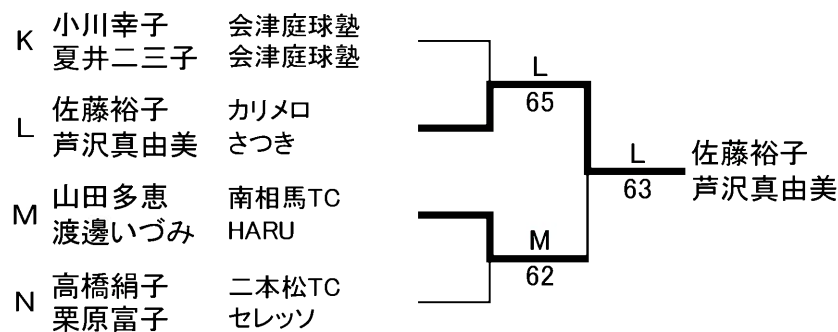 K 小川幸子 会津庭球塾
夏井二三子 会津庭球塾
L 佐藤裕子 カリメロ
芦沢真由美 さつき
M 山田多恵 南相馬TC
渡邊いづみ HARU
N 高橋絹子 二本松TC
栗原富子 セレッソ
L
65
M
62
L
63
佐藤裕子
芦沢真由美